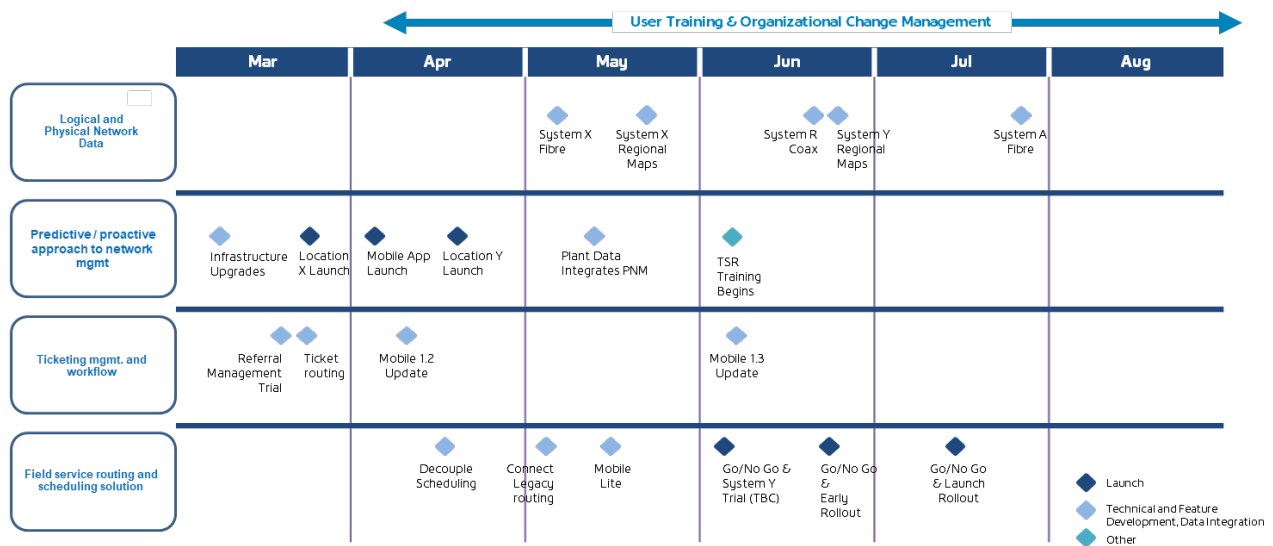 User Training & Organizational Change Management
Mar
Apr
May
Jun
Jul
Aug
Logical and
Physical Network
Data
System X
Fibre
System X
Regional
Maps
System R
Coax
System Y
Regional
Maps
System A
Fibre
Predictive / proactive
approach to network
mgmt
Infrastructure
Upgrades
Location
X Launch
Mobile App
Launch
Location Y
Launch
Plant Data
Integrates PNM
TSR
Training
Begins
Ticketing mgmt. and
workflow
Referral
Management
Trial
Ticket
routing
Mobile 1.2
Update
Mobile 1.3
Update
Field service routing and
scheduling solution
Decouple
Scheduling
Connect
Legacy
routing
Mobile
Lite
Go/No Go &
System Y
Trial (TBC)
Go/No Go
&
Early
Rollout
Go/No Go
& Launch
Rollout
Launch
Technical and Feature
Development, Data Integration
Other